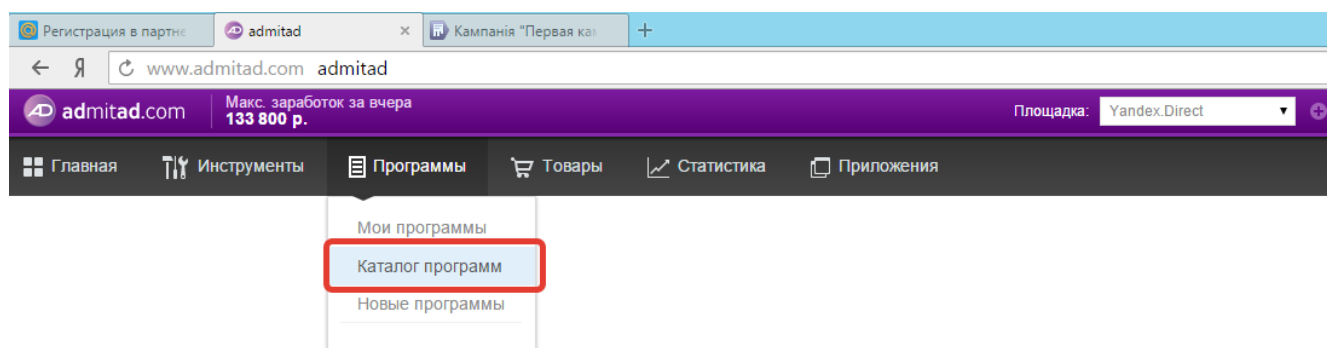 Регистрация в партне admitad Кампанія "Первая кам
Я www.admitad.com admitad
admitad.com Макс. заработок за вчера Площадка: Yandex.Direct
133 800 р.
Главная Инструменты Программы Товары Статистика Приложения
Мои программы
Каталог программ
Новые программы